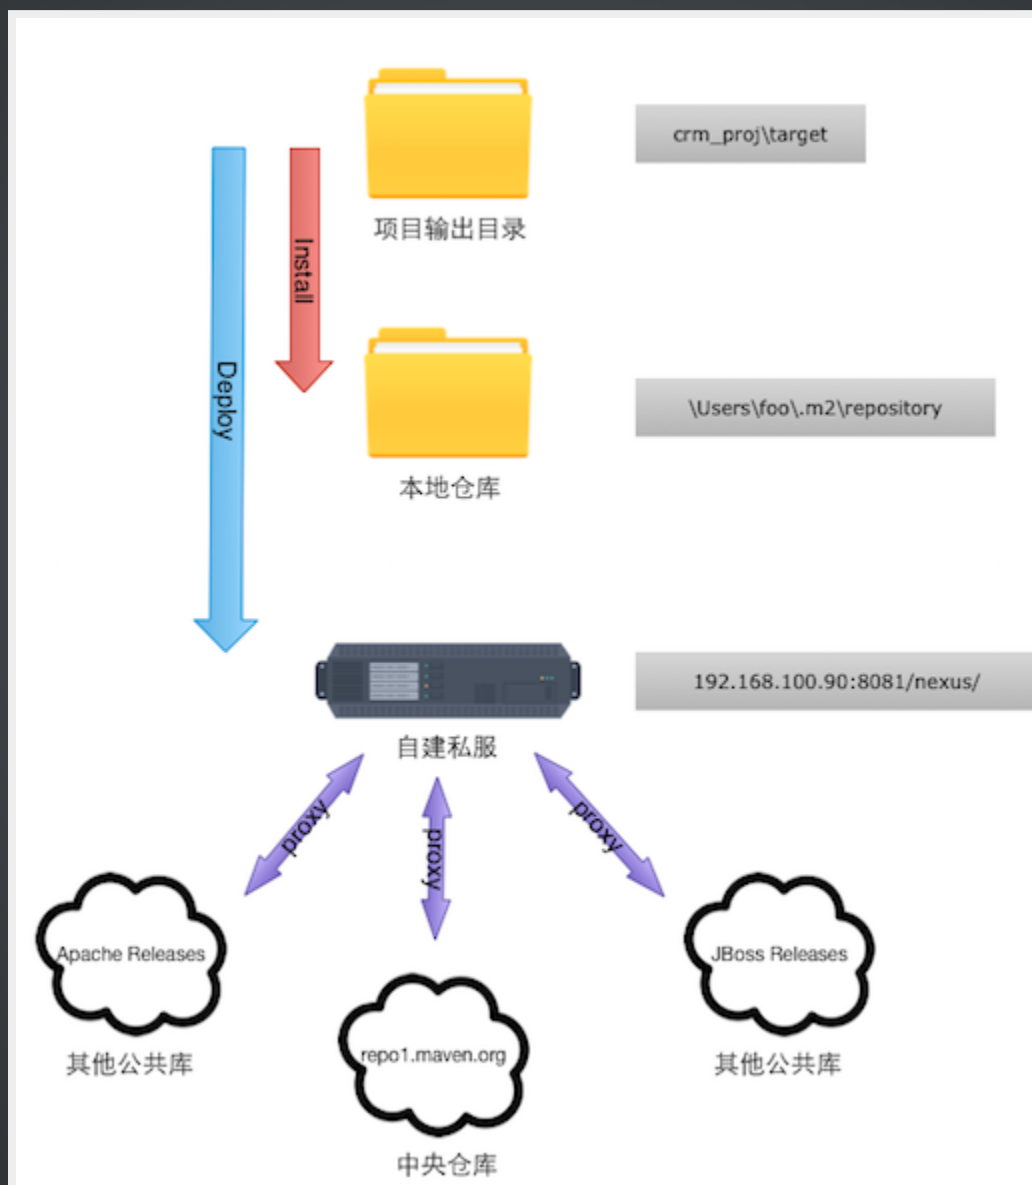 crm_proj\target
项目输出目录
Install
Deploy
\Users\foo\.m2\repository
本地仓库
192.168.100.90:8081/nexus/
自建私服
proxy
proxy
proxy
Apache Releases
JBoss Releases
其他公共库
repo1.maven.org
其他公共库
中央仓库